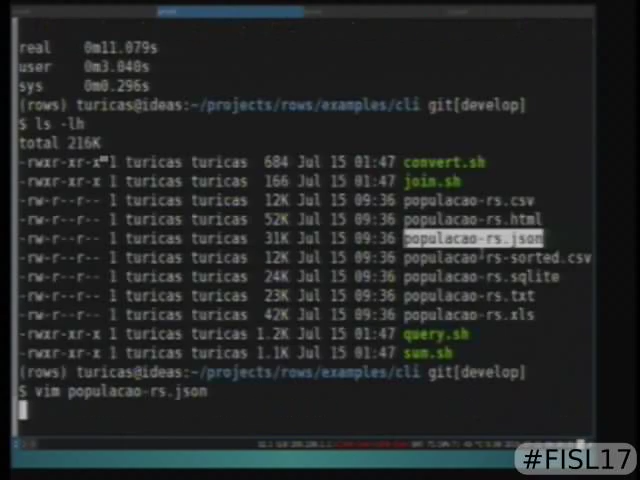 real    0m11.079s
user    0m3.040s
sys     0m0.296s
(rows) turicas@ideas:~/projects/rows/examples/cli git[develop]
$ ls -lh
total 216K
-rwxr-xr-x 1 turicas turicas  684 Jul 15 01:47 convert.sh
-rwxr-xr-x 1 turicas turicas  166 Jul 15 01:47 join.sh
-rw-r--r-- 1 turicas turicas  12K Jul 15 09:36 populacao-rs.csv
-rw-r--r-- 1 turicas turicas  52K Jul 15 09:36 populacao-rs.html
-rw-r--r-- 1 turicas turicas  31K Jul 15 09:36 populacao-rs.json
-rw-r--r-- 1 turicas turicas  12K Jul 15 09:36 populacao-rs-sorted.csv
-rw-r--r-- 1 turicas turicas  24K Jul 15 09:36 populacao-rs.sqlite
-rw-r--r-- 1 turicas turicas  23K Jul 15 09:36 populacao-rs.txt
-rw-r--r-- 1 turicas turicas  42K Jul 15 09:36 populacao-rs.xls
-rwxr-xr-x 1 turicas turicas 1.2K Jul 15 01:47 query.sh
-rwxr-xr-x 1 turicas turicas 1.1K Jul 15 01:47 sum.sh
(rows) turicas@ideas:~/projects/rows/examples/cli git[develop]
$ vim populacao-rs.json
#FISL17